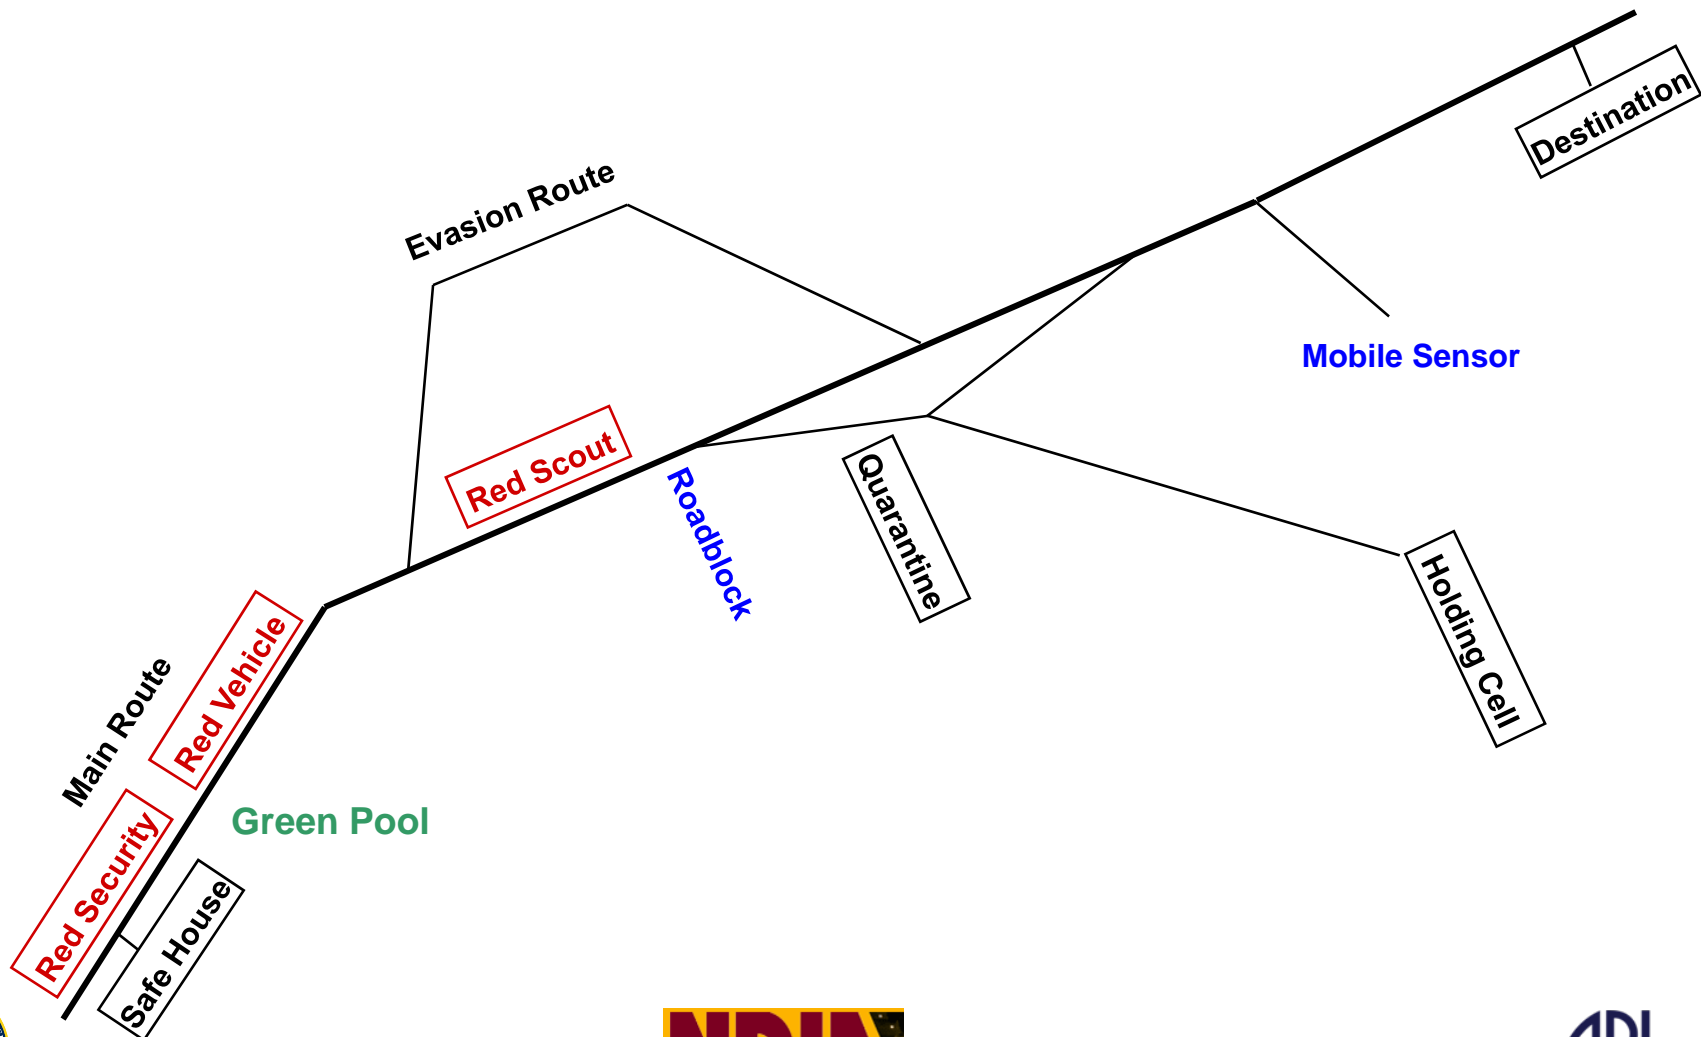 Destination
Evasion Route
Mobile Sensor
Red Scout
Roadblock
Quarantine
Holding Cell
Red Vehicle
Main Route
Green Pool
Red Security
Safe House